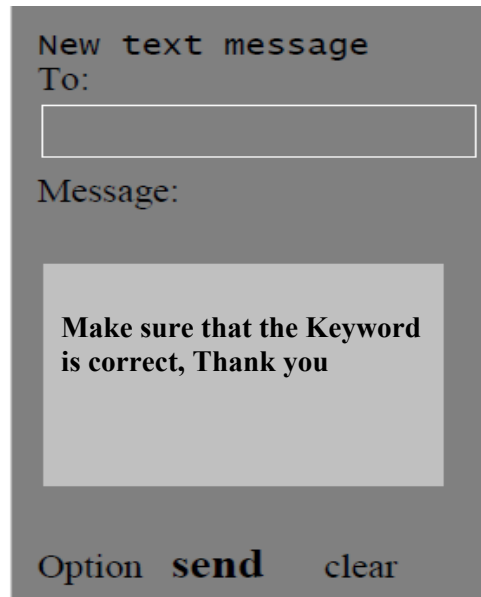 New text message
To:
Message:
Make sure that the Keyword
is correct, Thank you
Option send clear